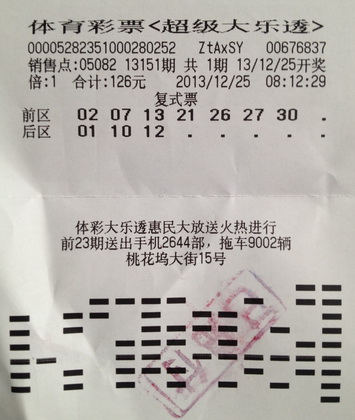 体育彩票<超级大乐透>
00005282351000280252 ZtAxSY 00676837
销售点:05082 13151期 共 1期 13/12/25开奖
倍:1 合计:126元 2013/12/25 08:12:29
复式票
前区 02 07 13 21 26 27 30 .
后区 01 10 12 . . . . .
体彩大乐透惠民大放送火热进行
前23期送出手机2644部，拖车9002辆
桃花坞大街15号